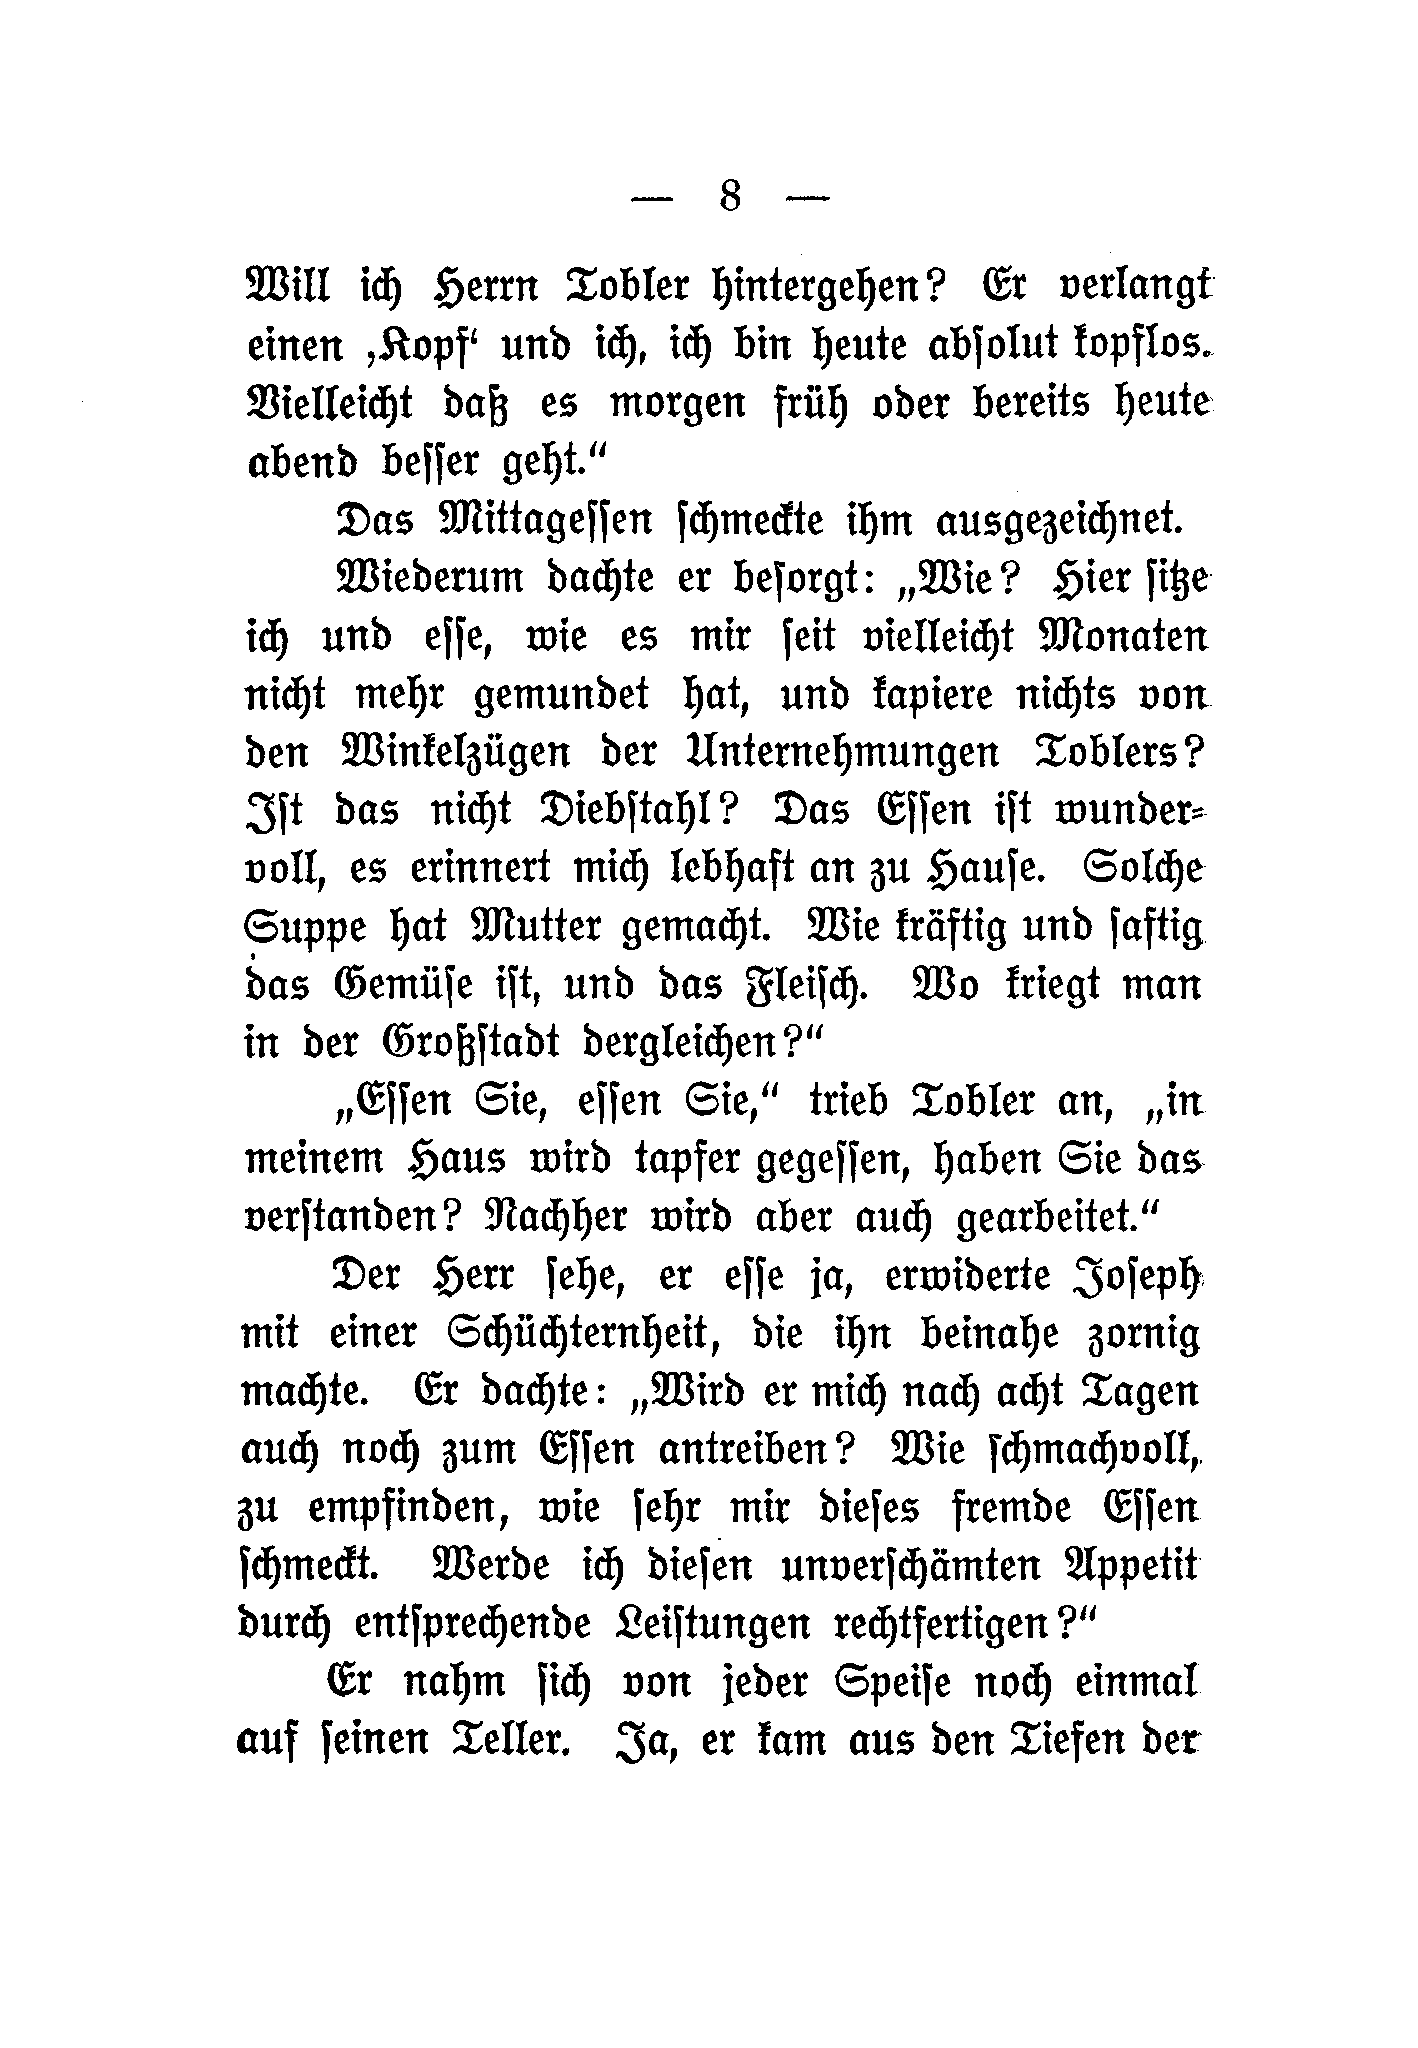 — 8 —
Will ich Herrn Tobler hintergehen? Er verlangt
einen ‚Kopf‘ und ich, ich bin heute abſolut kopflos.
Vielleicht daß es morgen früh oder bereits heute
abend beſſer geht.“
Das Mittageſſen ſchmeckte ihm ausgezeichnet.
Wiederum dachte er beſorgt: „Wie? Hier ſitze
ich und eſſe, wie es mir ſeit vielleicht Monaten
nicht mehr gemundet hat, und kapiere nichts von
den Winkelzügen der Unternehmungen Toblers?
Iſt das nicht Diebſtahl? Das Eſſen iſt wunder⸗
voll, es erinnert mich lebhaft an zu Hauſe. Solche
Suppe hat Mutter gemacht. Wie kräftig und ſaftig
das Gemüſe iſt, und das Fleiſch. Wo kriegt man
in der Großſtadt dergleichen?“
„Eſſen Sie, eſſen Sie,“ trieb Tobler an, „in
meinem Haus wird tapfer gegeſſen, haben Sie das
verſtanden? Nachher wird aber auch gearbeitet.“
Der Herr ſehe, er eſſe ja, erwiderte Joſeph
mit einer Schüchternheit, die ihn beinahe zornig
machte. Er dachte: „Wird er mich nach acht Tagen
auch noch zum Eſſen antreiben? Wie ſchmachvoll,
zu empfinden, wie ſehr mir dieſes fremde Eſſen
ſchmeckt. Werde ich dieſen unverſchämten Appetit
durch entſprechende Leiſtungen rechtfertigen?“
Er nahm ſich von jeder Speiſe noch einmal
auf ſeinen Teller. Ja, er kam aus den Tiefen der